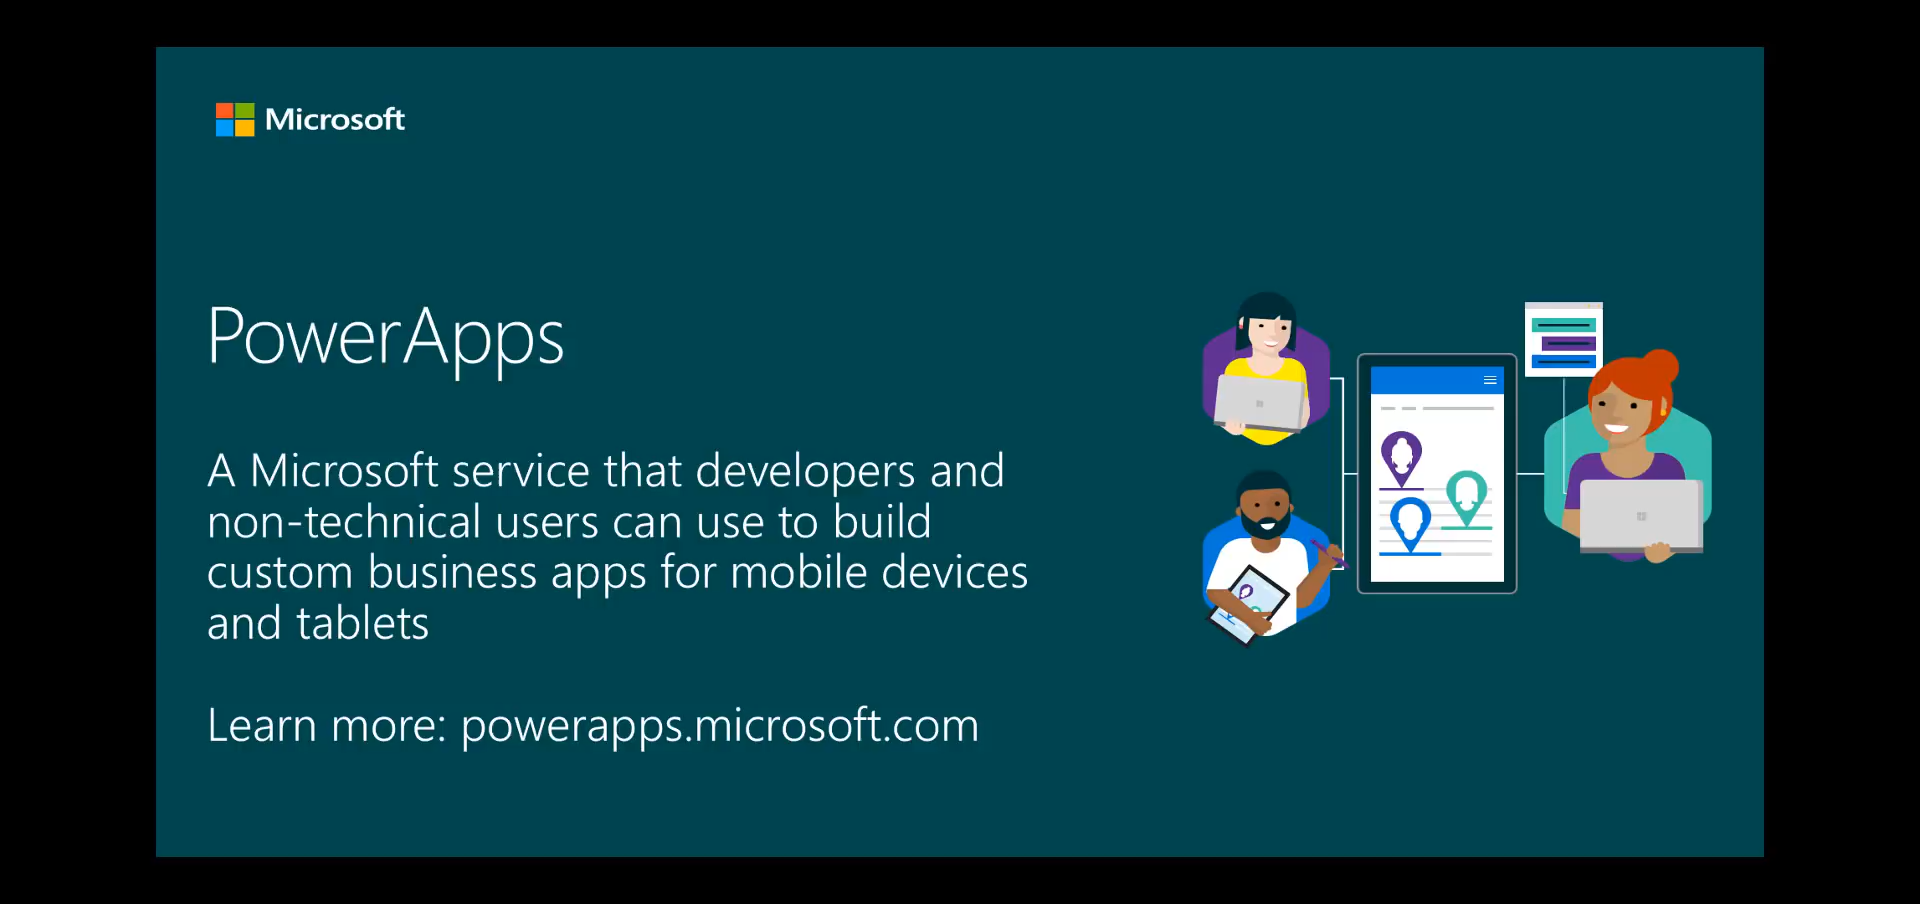 Microsoft
PowerApps
A Microsoft service that developers and
non-technical users can use to build
custom business apps for mobile devices
and tablets
Learn more: powerapps.microsoft.com